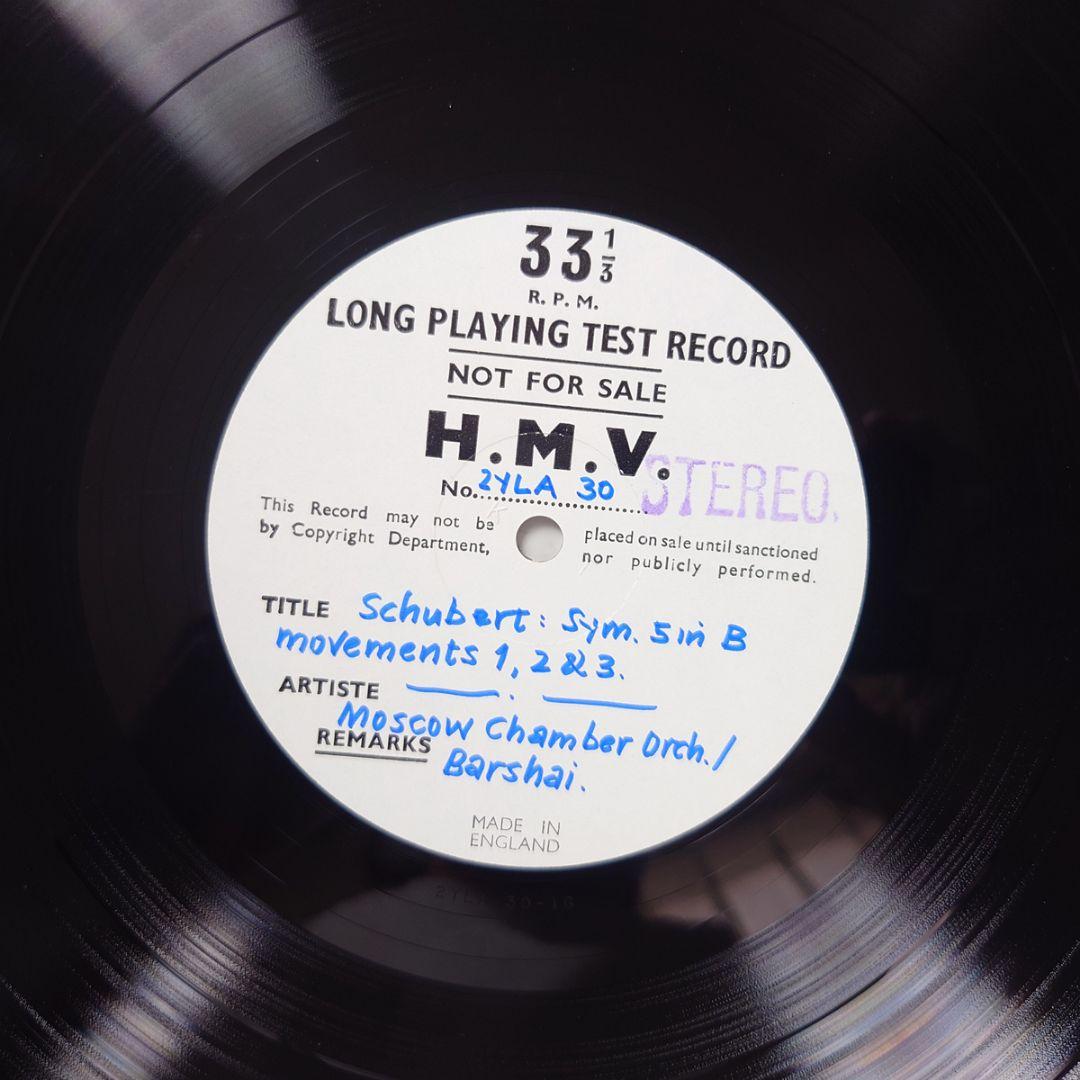 33 1/3
R. P. M.
LONG PLAYING TEST RECORD
NOT FOR SALE
H.M.V.
STEREO.
No. 2YLA 30
This Record may not be placed on sale until sanctioned
by Copyright Department, nor publicly performed.
TITLE Schubert: Sym. 5 in B
movements 1, 2 & 3.
ARTISTE
Moscow Chamber Orch./
REMARKS Barshai.
MADE IN
ENGLAND